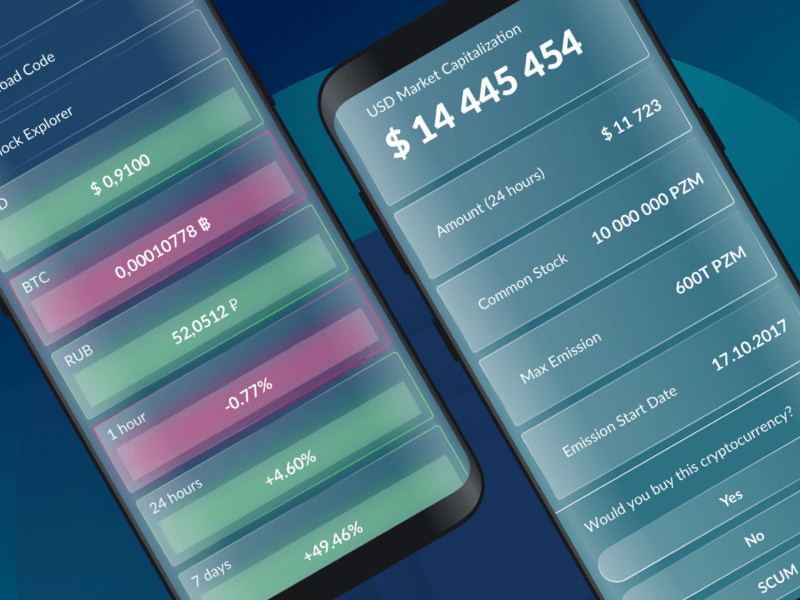 oad Code
lock Explorer
D
$ 0,9100
BTC
0,00010778 ฿
RUB
52,0512 ₽
1 hour
-0.77%
24 hours
+4.60%
7 days
+49.46%
USD Market Capitalization
$ 14 445 454
Amount (24 hours)
$ 11 723
Common Stock
10 000 000 PZM
Max Emission
600T PZM
Emission Start Date
17.10.2017
Would you buy this cryptocurrency?
Yes
No
SCUM